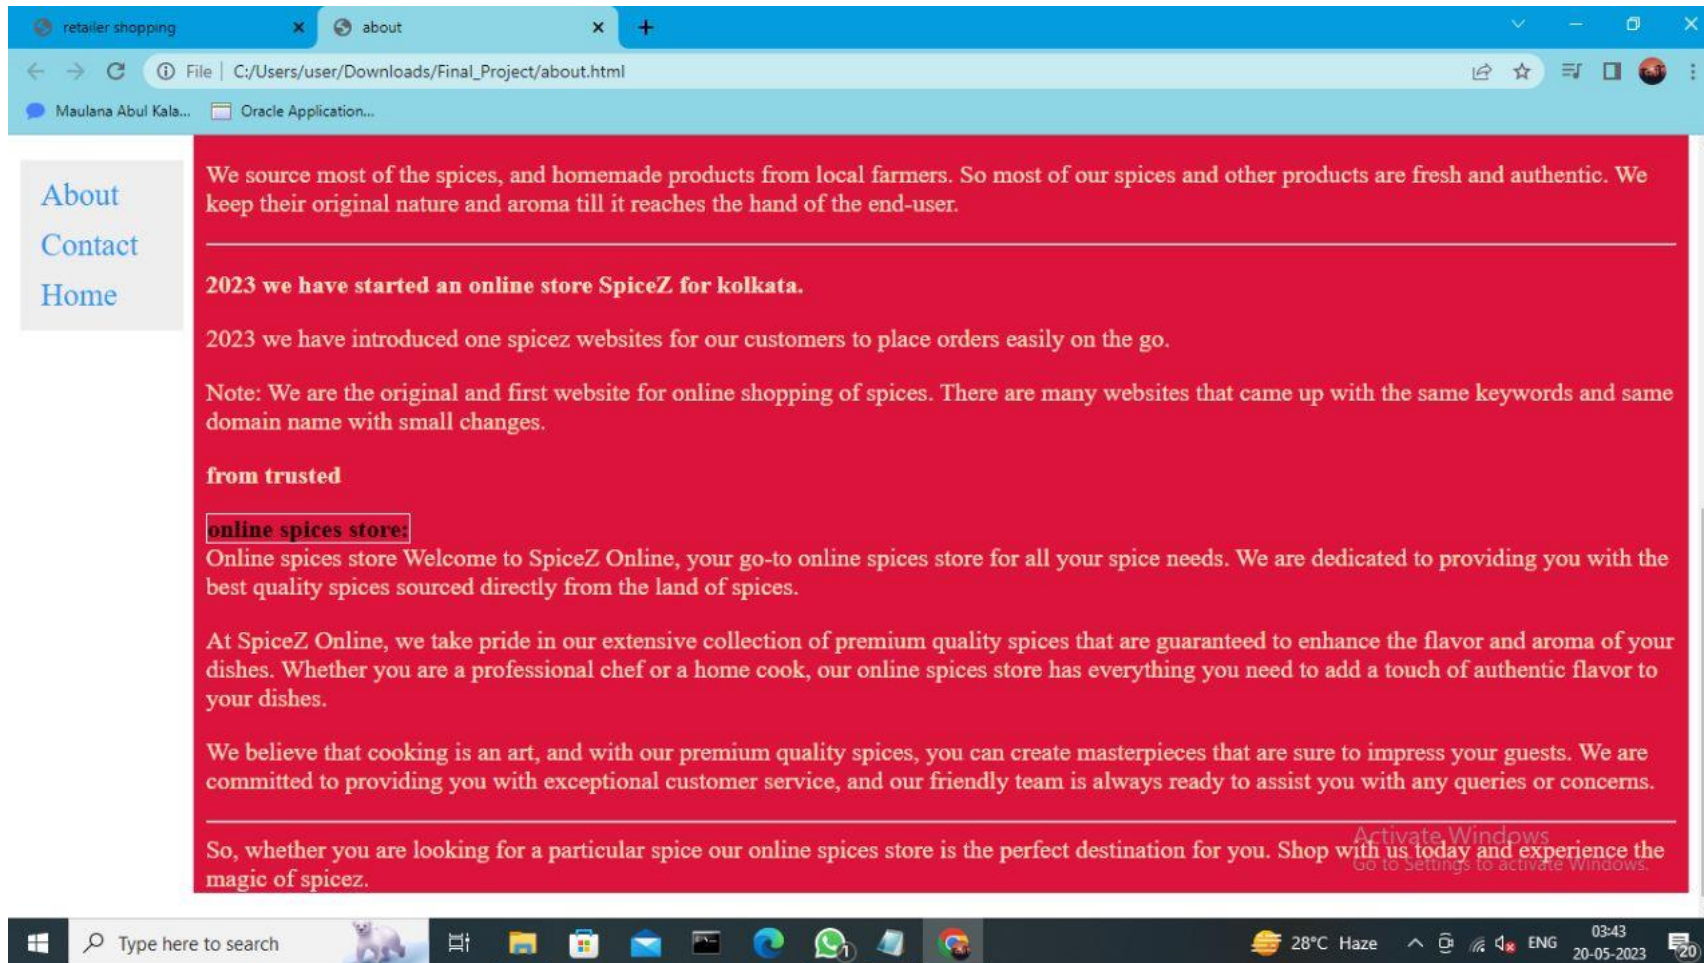 retailer shopping
about
File | C:/Users/user/Downloads/Final_Project/about.html
Maulana Abul Kala...
Oracle Application...
About
Contact
Home
We source most of the spices, and homemade products from local farmers. So most of our spices and other products are fresh and authentic. We
keep their original nature and aroma till it reaches the hand of the end-user.
2023 we have started an online store SpiceZ for kolkata.
2023 we have introduced one spicez websites for our customers to place orders easily on the go.
Note: We are the original and first website for online shopping of spices. There are many websites that came up with the same keywords and same
domain name with small changes.
from trusted
online spices store:
Online spices store Welcome to SpiceZ Online, your go-to online spices store for all your spice needs. We are dedicated to providing you with the
best quality spices sourced directly from the land of spices.
At SpiceZ Online, we take pride in our extensive collection of premium quality spices that are guaranteed to enhance the flavor and aroma of your
dishes. Whether you are a professional chef or a home cook, our online spices store has everything you need to add a touch of authentic flavor to
your dishes.
We believe that cooking is an art, and with our premium quality spices, you can create masterpieces that are sure to impress your guests. We are
committed to providing you with exceptional customer service, and our friendly team is always ready to assist you with any queries or concerns.
So, whether you are looking for a particular spice our online spices store is the perfect destination for you. Shop with us today and experience the
magic of spicez.
Activate Windows
Go to Settings to activate Windows.
Type here to search
1
28°C Haze
ENG
03:43
20-05-2023
20